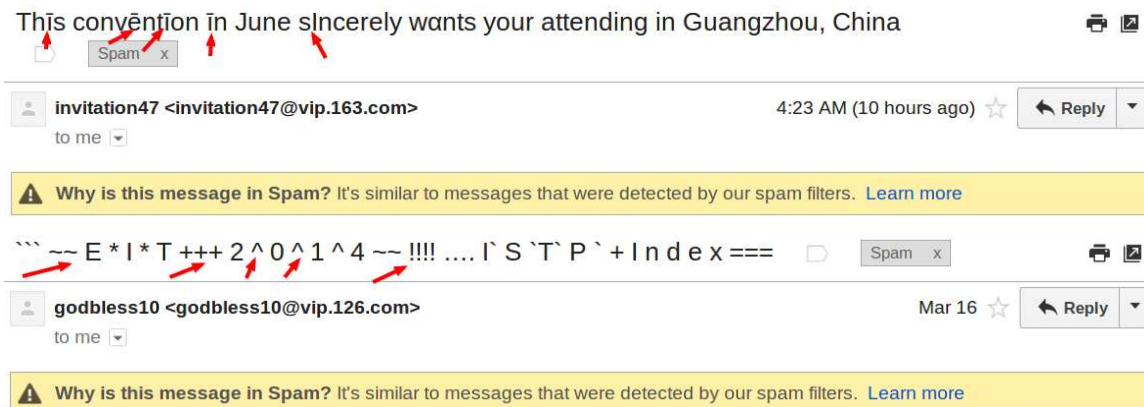 Thīs convēntīon īn June sIncerely wɑnts your attending in Guangzhou, China
Spam x
invitation47 <invitation47@vip.163.com> 4:23 AM (10 hours ago) Reply
to me
Why is this message in Spam? It's similar to messages that were detected by our spam filters. Learn more
``` ~~ E * I * T +++ 2 ^ 0 ^ 1 ^ 4 ~~ !!!! .... I` S `T` P ` + I n d e x === Spam x
godbless10 <godbless10@vip.126.com> Mar 16 Reply
to me
Why is this message in Spam? It's similar to messages that were detected by our spam filters. Learn more